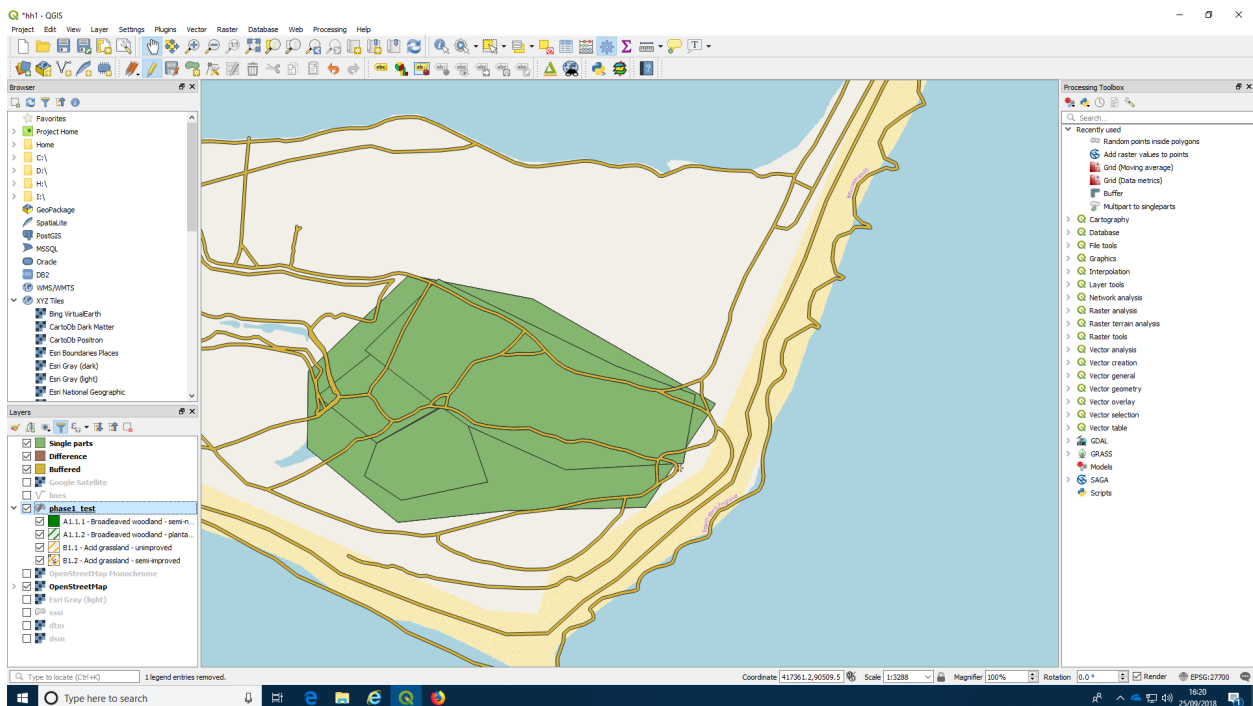 *hh1 - QGIS
Project Edit View Layer Settings Plugins Vector Raster Database Web Processing Help
Browser
Favorites
Project Home
Home
C:\
D:\
H:\
I:\
GeoPackage
SpatiaLite
PostGIS
MSSQL
Oracle
DB2
WMS/WMTS
XYZ Tiles
Bing VirtualEarth
CartoDb Dark Matter
CartoDb Positron
Esri Boundaries Places
Esri Gray (dark)
Esri Gray (light)
Esri National Geographic
Layers
Single parts
Difference
Buffered
Google Satellite
lines
phase1_test
A1.1.1 - Broadleaved woodland - semi-n...
A1.1.2 - Broadleaved woodland - planta...
B1.1 - Acid grassland - unimproved
B1.2 - Acid grassland - semi-improved
OpenStreetMap Monochrome
OpenStreetMap
Esri Gray (light)
sssi
dtm
dsm
Processing Toolbox
Search...
Recently used
Random points inside polygons
Add raster values to points
Grid (Moving average)
Grid (Data metrics)
Buffer
Multipart to singleparts
Cartography
Database
File tools
Graphics
Interpolation
Layer tools
Network analysis
Raster analysis
Raster terrain analysis
Raster tools
Vector analysis
Vector creation
Vector general
Vector geometry
Vector overlay
Vector selection
Vector table
GDAL
GRASS
Models
SAGA
Scripts
Type to locate (Ctrl+K)
1 legend entries removed.
Coordinate 417361.2,90509.5 Scale 1:3288 Magnifier 100% Rotation 0.0 ° Render EPSG:27700
Type here to search
16:20
25/09/2018